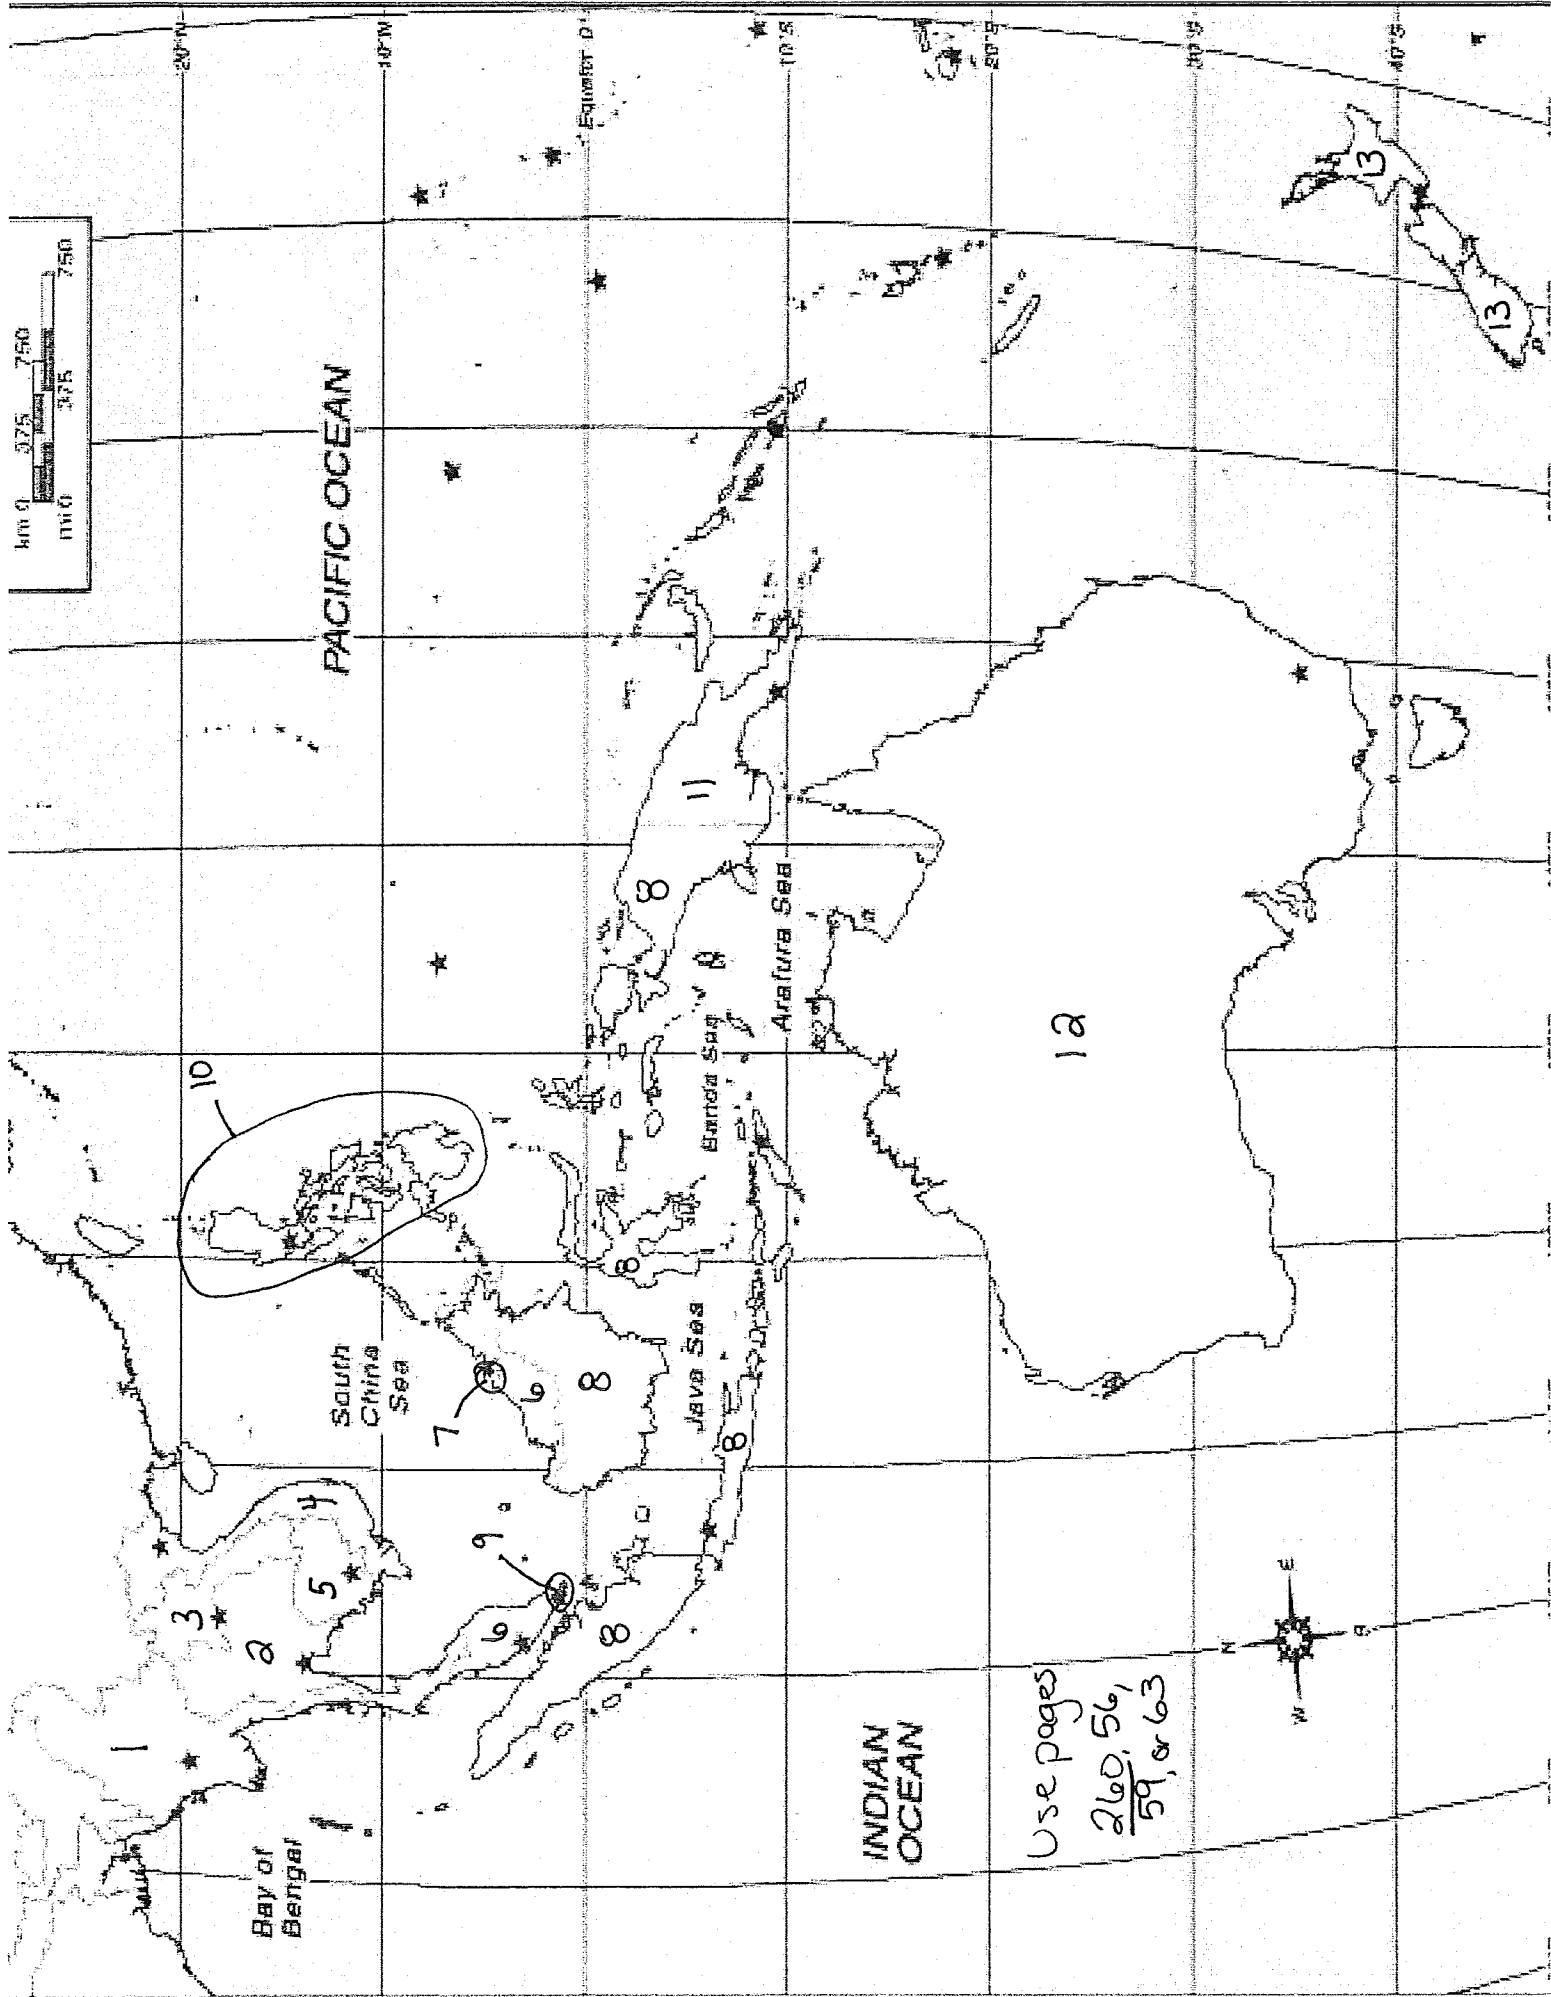 km 0 375 750
mi 0 375 750
20°N
10°N
Equator 0°
10°S
20°S
30°S
40°S
PACIFIC OCEAN
10
South
China
Sea
1
2
3
4
5
6
6
7
8
8
8
8
8
9
11
12
13
13
Bay of
Bengal
Java Sea
Banda Sea
Arafura Sea
INDIAN
OCEAN
Use pages
260, 56,
59, or 63
N
W
E
S